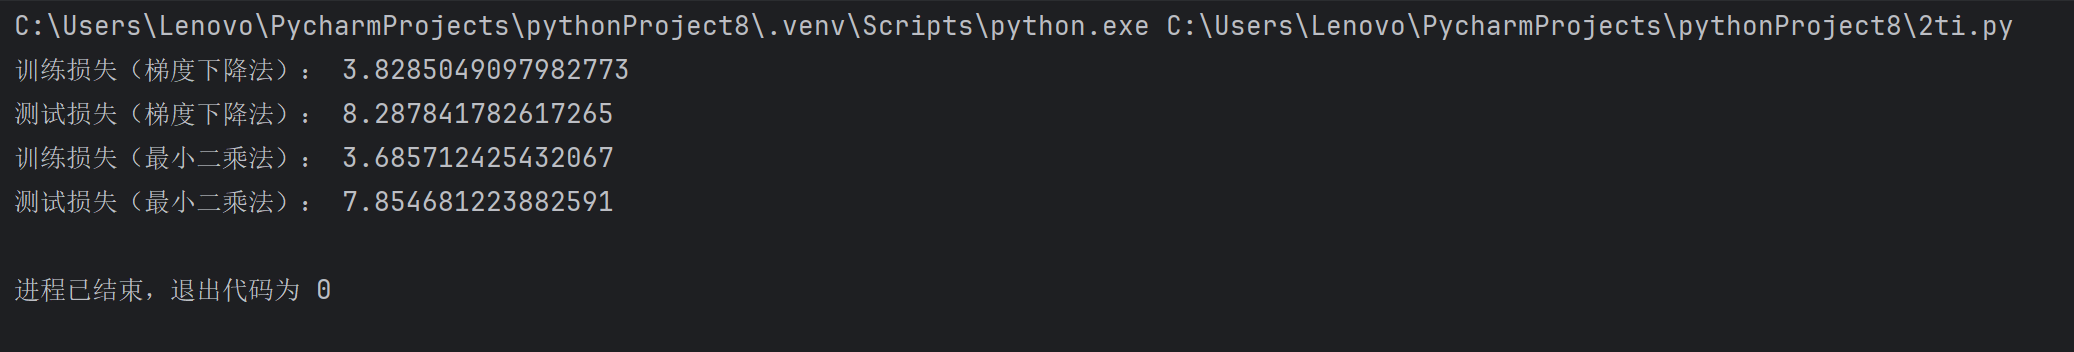 C:\Users\Lenovo\PycharmProjects\pythonProject8\.venv\Scripts\python.exe C:\Users\Lenovo\PycharmProjects\pythonProject8\2ti.py
训练损失（梯度下降法）： 3.8285049097982773
测试损失（梯度下降法）： 8.287841782617265
训练损失（最小二乘法）： 3.685712425432067
测试损失（最小二乘法）： 7.854681223882591
进程已结束，退出代码为 0